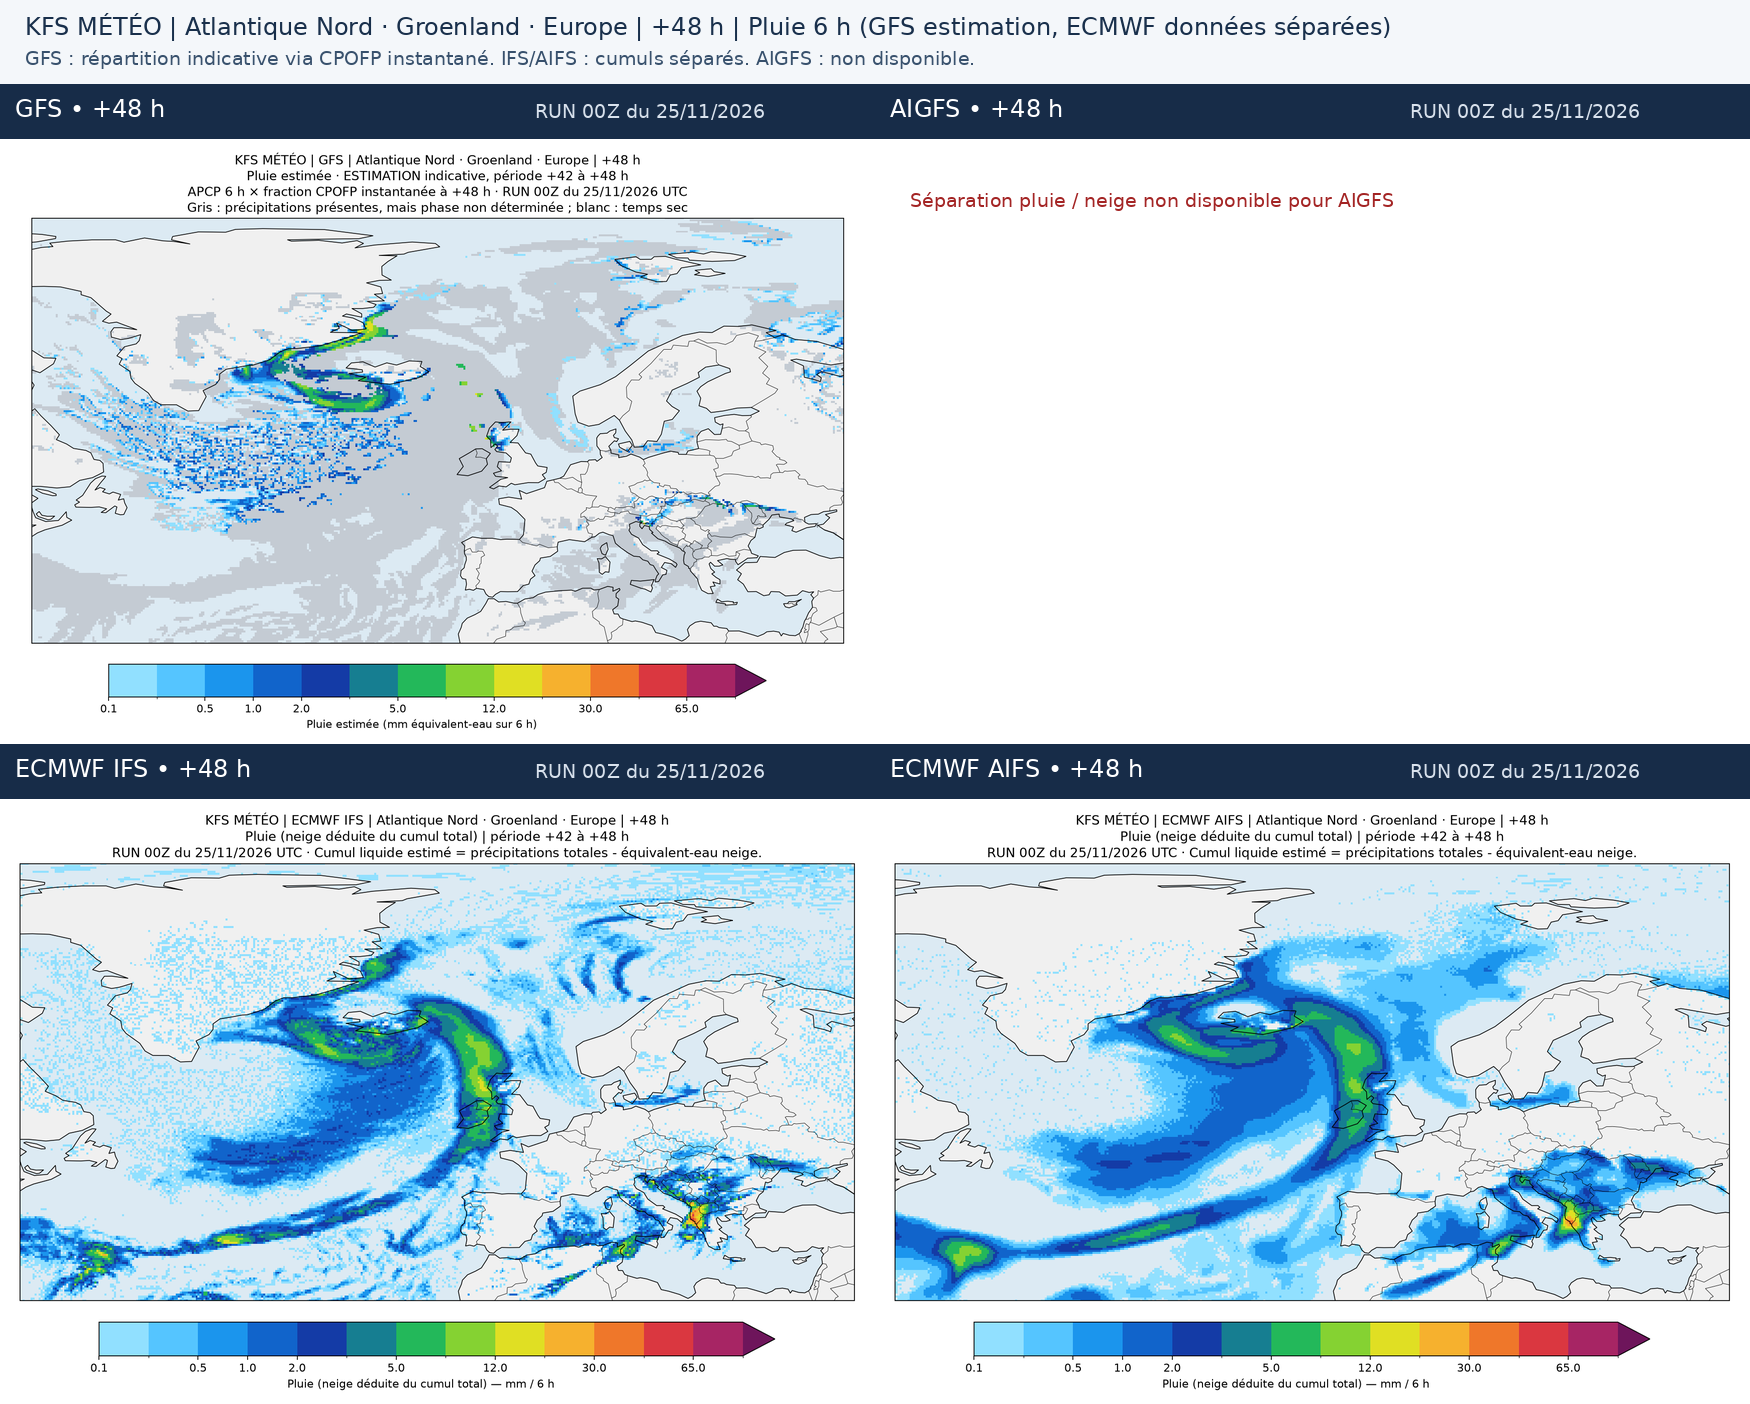 KFS MÉTÉO | Atlantique Nord · Groenland · Europe | +48 h | Pluie 6 h (GFS estimation, ECMWF données séparées)
GFS : répartition indicative via CPOFP instantané. IFS/AIFS : cumuls séparés. AIGFS : non disponible.
GFS • +48 h
RUN 00Z du 25/11/2026
AIGFS • +48 h
RUN 00Z du 25/11/2026
KFS MÉTÉO | GFS | Atlantique Nord · Groenland · Europe | +48 h
Pluie estimée · ESTIMATION indicative, période +42 à +48 h
APCP 6 h × fraction CPOFP instantanée à +48 h · RUN 00Z du 25/11/2026 UTC
Gris : précipitations présentes, mais phase non déterminée ; blanc : temps sec
Séparation pluie / neige non disponible pour AIGFS
0.1 0.5 1.0 2.0 5.0 12.0 30.0 65.0
Pluie estimée (mm équivalent-eau sur 6 h)
ECMWF IFS • +48 h
RUN 00Z du 25/11/2026
ECMWF AIFS • +48 h
RUN 00Z du 25/11/2026
KFS MÉTÉO | ECMWF IFS | Atlantique Nord · Groenland · Europe | +48 h
Pluie (neige déduite du cumul total) | période +42 à +48 h
RUN 00Z du 25/11/2026 UTC · Cumul liquide estimé = précipitations totales - équivalent-eau neige.
KFS MÉTÉO | ECMWF AIFS | Atlantique Nord · Groenland · Europe | +48 h
Pluie (neige déduite du cumul total) | période +42 à +48 h
RUN 00Z du 25/11/2026 UTC · Cumul liquide estimé = précipitations totales - équivalent-eau neige.
0.1 0.5 1.0 2.0 5.0 12.0 30.0 65.0
Pluie (neige déduite du cumul total) — mm / 6 h
0.1 0.5 1.0 2.0 5.0 12.0 30.0 65.0
Pluie (neige déduite du cumul total) — mm / 6 h